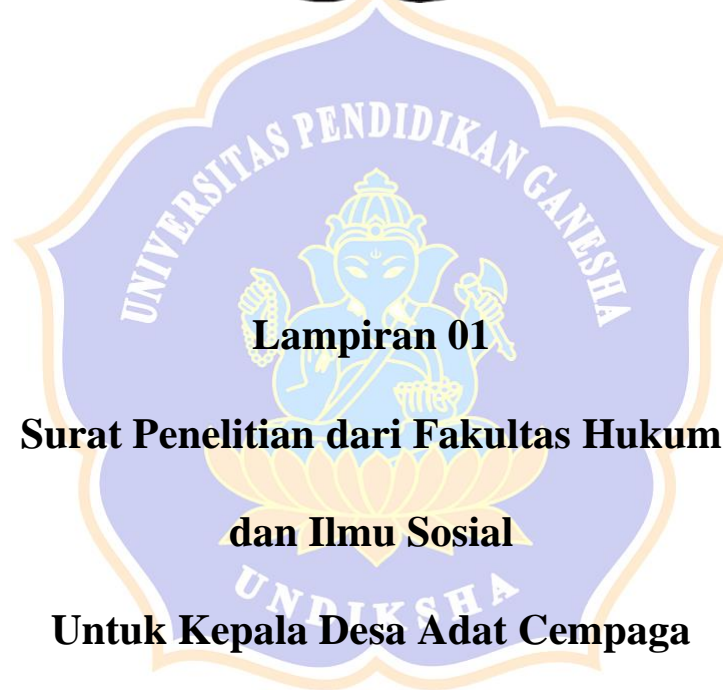 UNIVERSITAS PENDIDIKAN GANESHA
Lampiran 01
Surat Penelitian dari Fakultas Hukum
dan Ilmu Sosial
UNDIKSHA
Untuk Kepala Desa Adat Cempaga